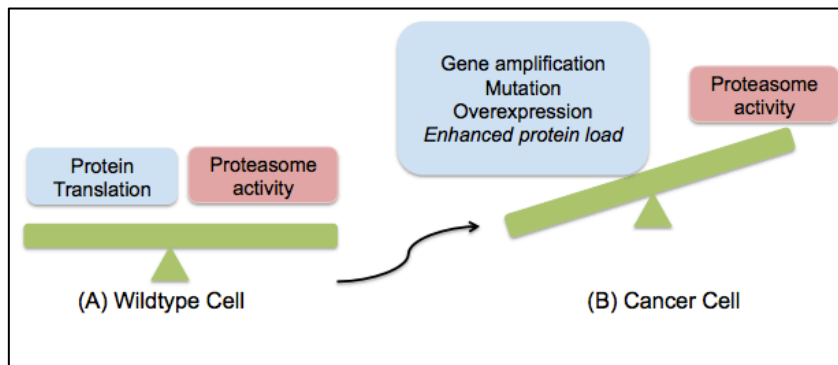 Protein
Translation
Proteasome
activity
(A) Wildtype Cell
Gene amplification
Mutation
Overexpression
Enhanced protein load
Proteasome
activity
(B) Cancer Cell